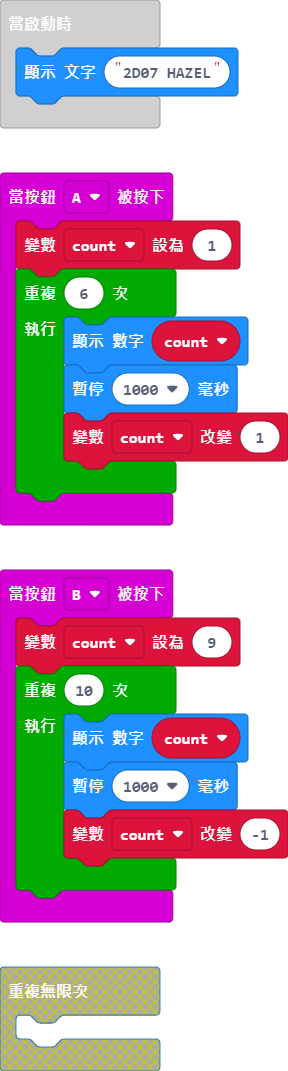 當啟動時
顯示 文字 "2D07 HAZEL"
當按鈕 A 被按下
變數 count 設為 1
重複 6 次
執行
顯示 數字 count
暫停 1000 毫秒
變數 count 改變 1
當按鈕 B 被按下
變數 count 設為 9
重複 10 次
執行
顯示 數字 count
暫停 1000 毫秒
變數 count 改變 -1
重複無限次